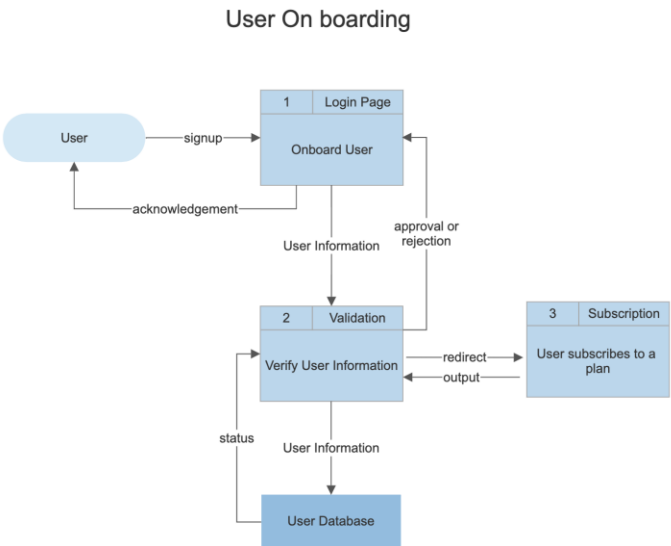 User On boarding
1 Login Page
User
signup
Onboard User
acknowledgement
approval or
rejection
User Information
2 Validation
3 Subscription
Verify User Information
redirect
User subscribes to a
plan
output
status
User Information
User Database